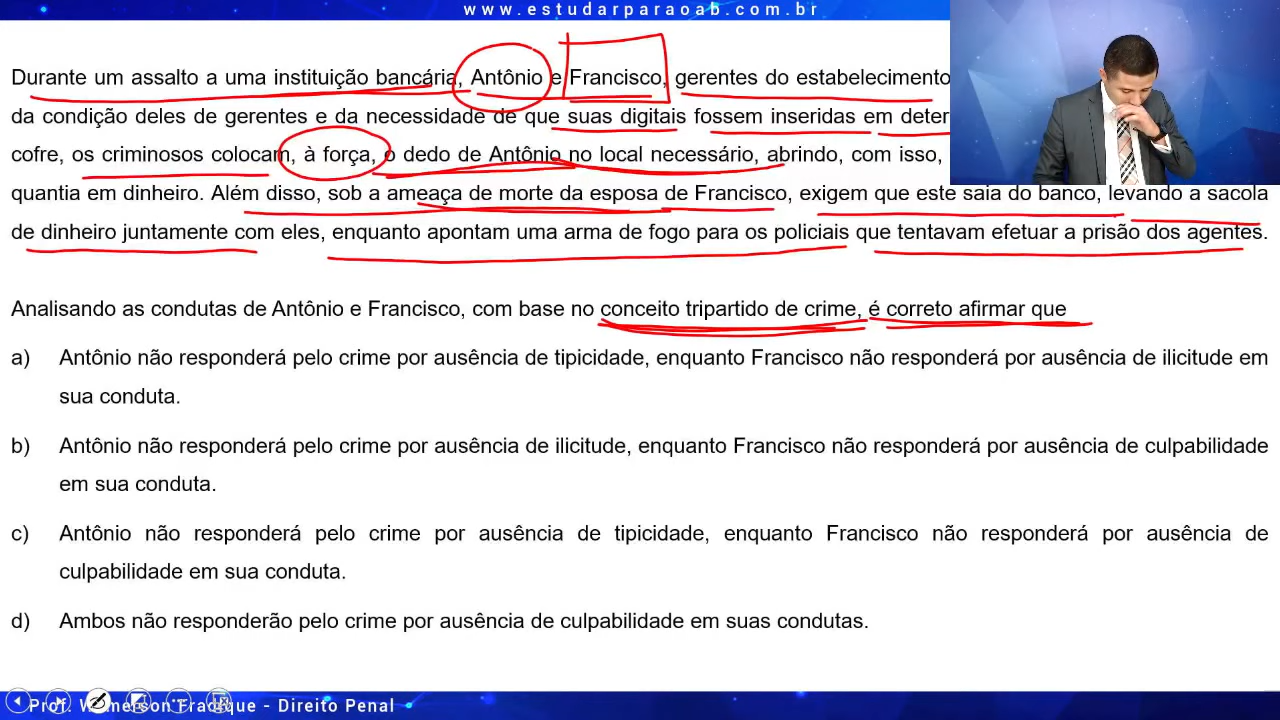 www.estudarparaoab.com.br
Durante um assalto a uma instituição bancária, Antônio e Francisco, gerentes do estabelecimento
da condição deles de gerentes e da necessidade de que suas digitais fossem inseridas em deter
cofre, os criminosos colocam, à força, o dedo de Antônio no local necessário, abrindo, com isso,
quantia em dinheiro. Além disso, sob a ameaça de morte da esposa de Francisco, exigem que este saia do banco, levando a sacola
de dinheiro juntamente com eles, enquanto apontam uma arma de fogo para os policiais que tentavam efetuar a prisão dos agentes.
Analisando as condutas de Antônio e Francisco, com base no conceito tripartido de crime, é correto afirmar que
a) Antônio não responderá pelo crime por ausência de tipicidade, enquanto Francisco não responderá por ausência de ilicitude em
sua conduta.
b) Antônio não responderá pelo crime por ausência de ilicitude, enquanto Francisco não responderá por ausência de culpabilidade
em sua conduta.
c) Antônio não responderá pelo crime por ausência de tipicidade, enquanto Francisco não responderá por ausência de
culpabilidade em sua conduta.
d) Ambos não responderão pelo crime por ausência de culpabilidade em suas condutas.
Prof. - Direito Penal